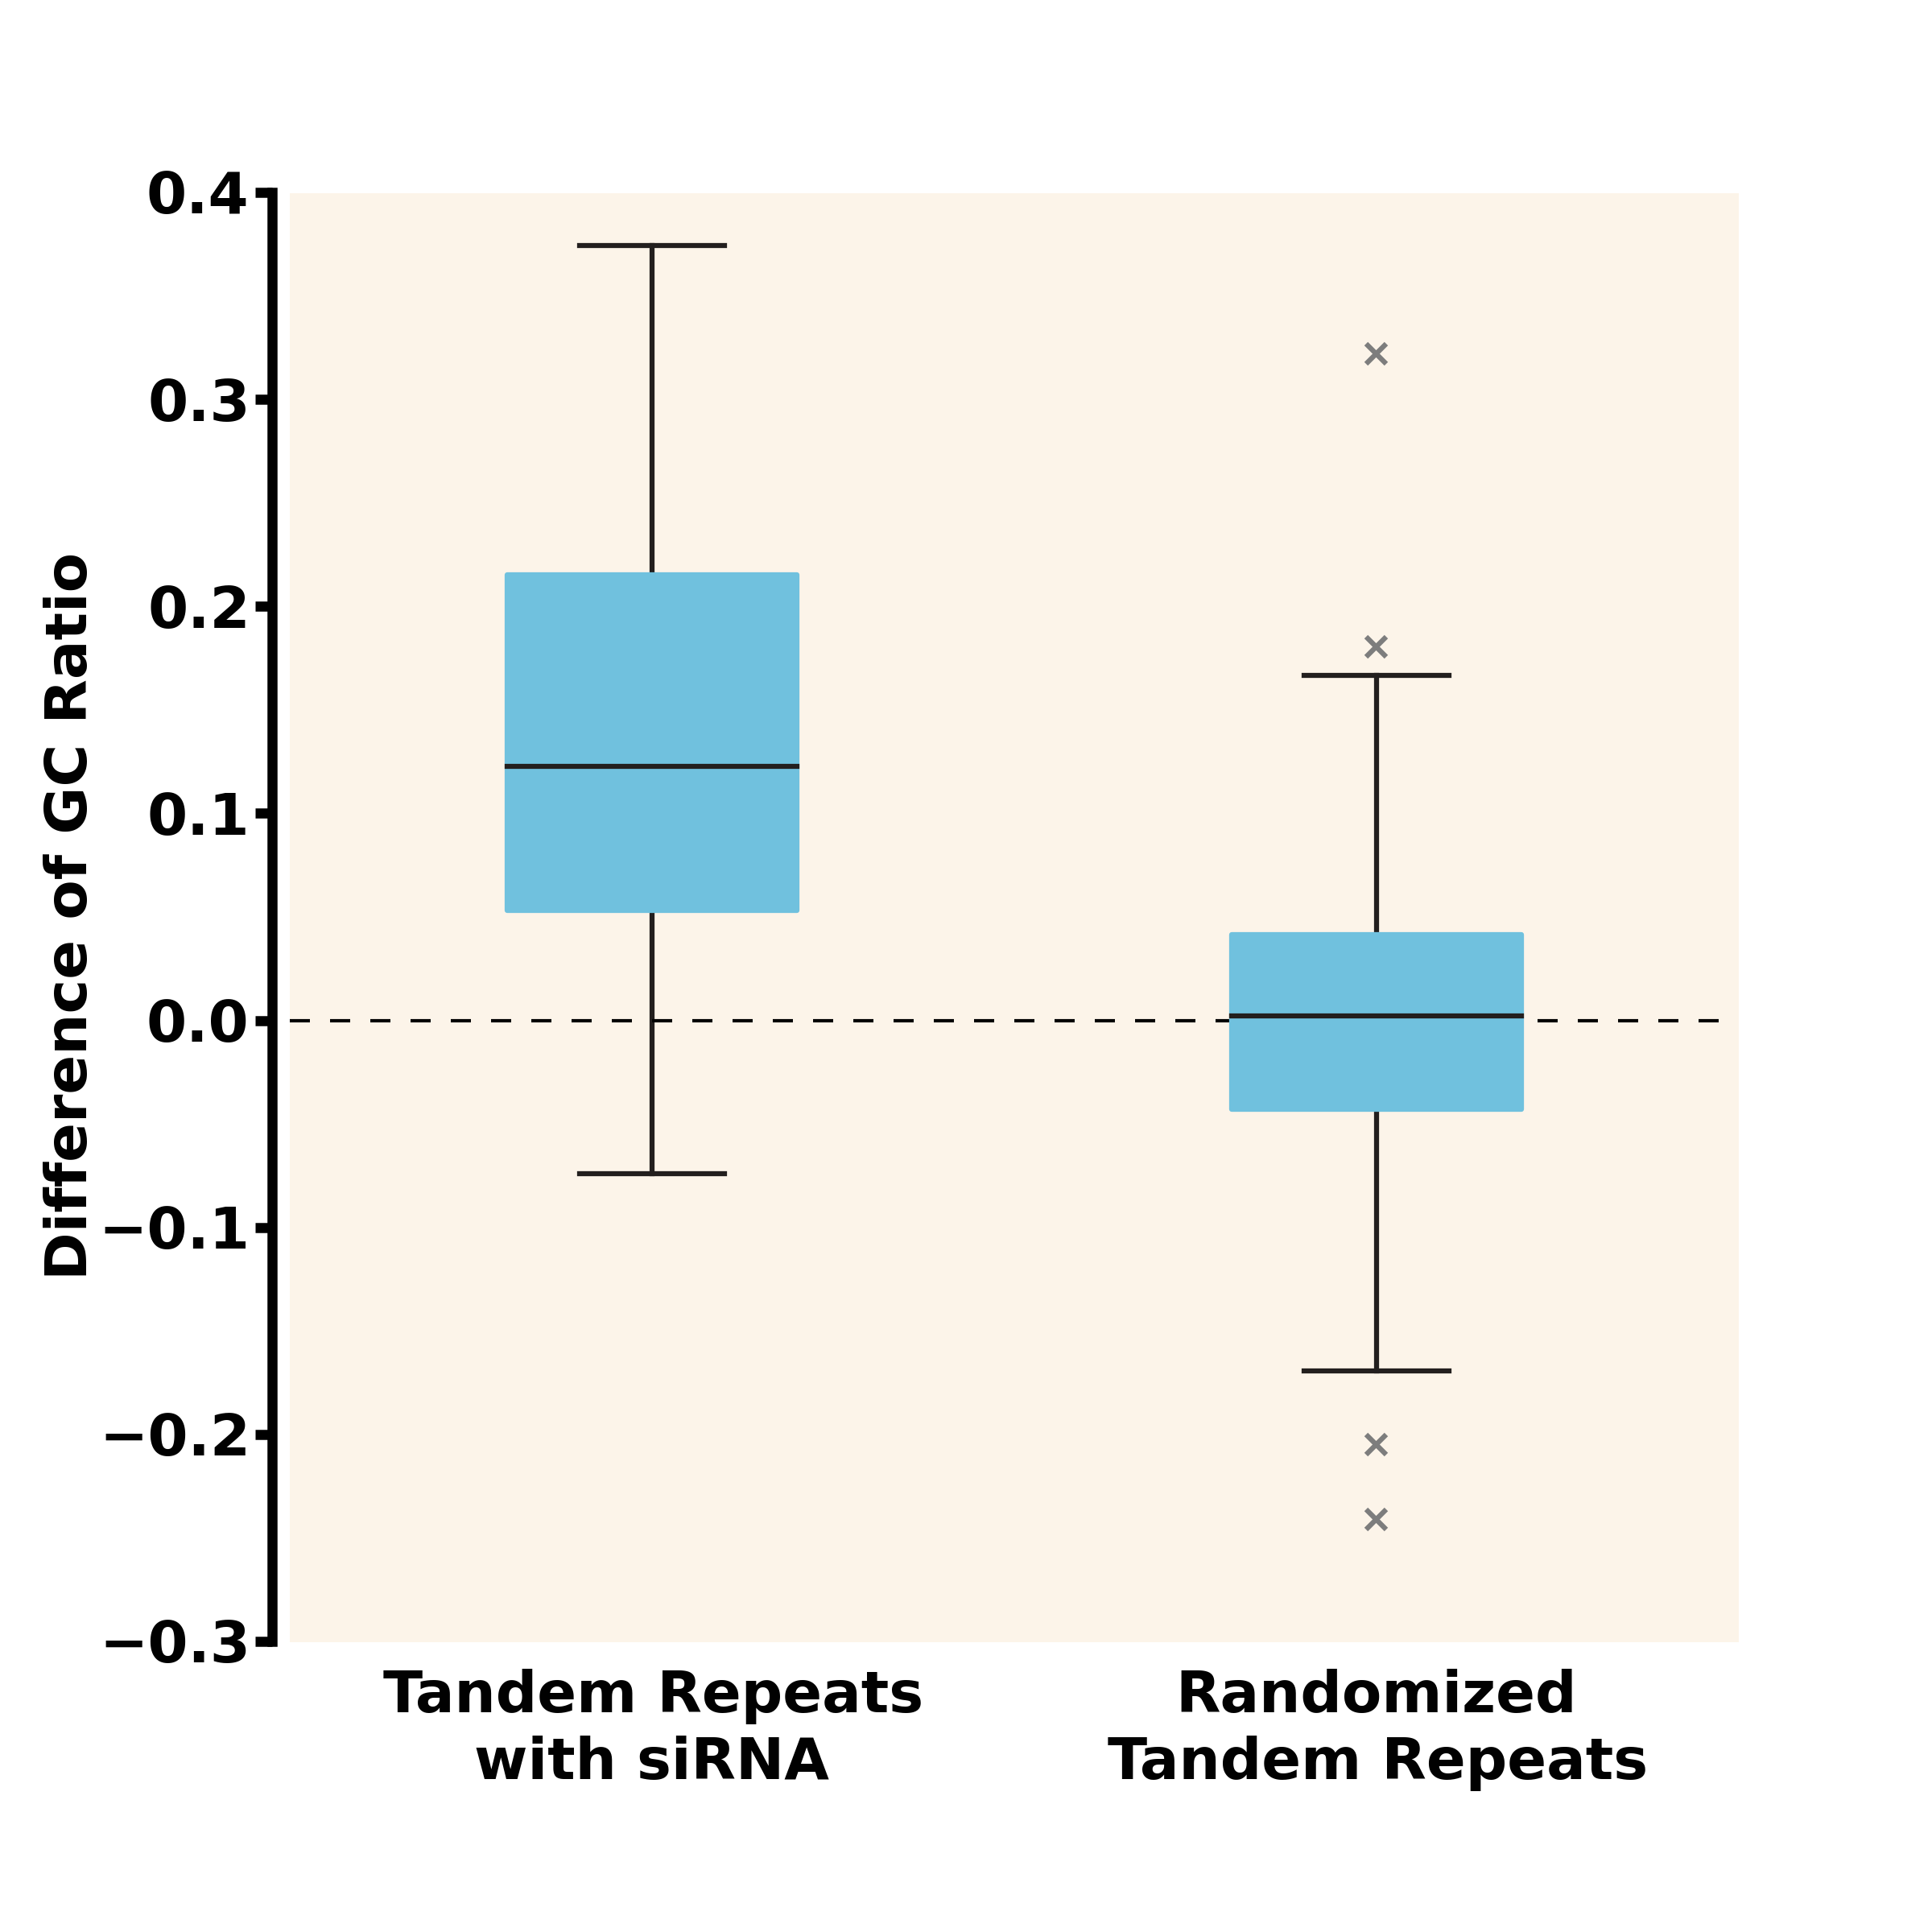 Difference of GC Ratio
0.4
0.3
0.2
0.1
0.0
−0.1
−0.2
−0.3
Tandem Repeats
with siRNA
Randomized
Tandem Repeats